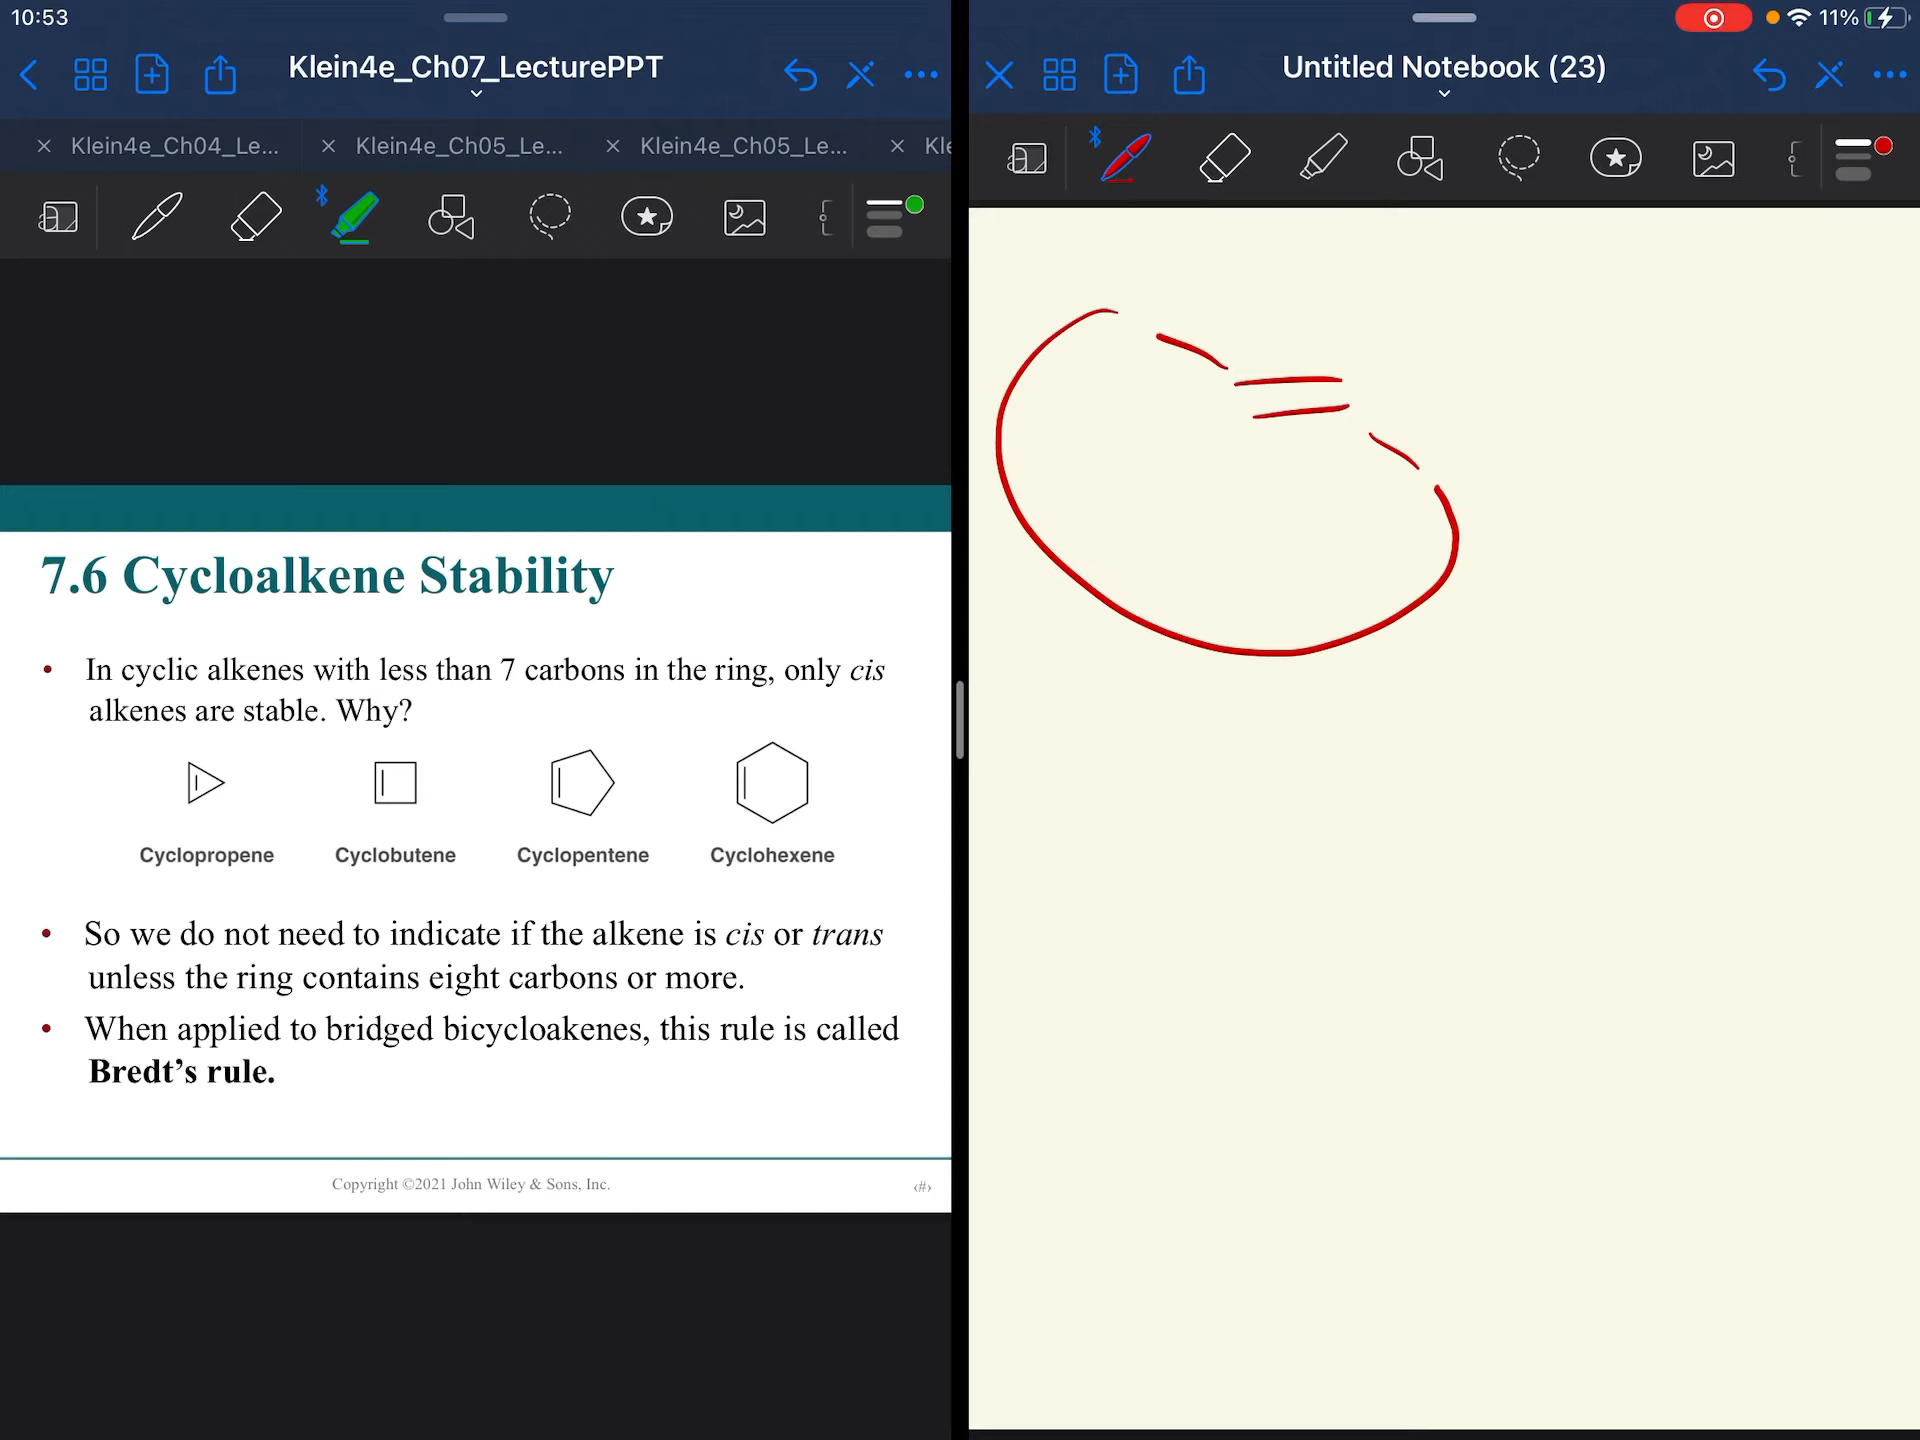 10:53
11%
Klein4e_Ch07_LecturePPT
Untitled Notebook (23)
Klein4e_Ch04_Le...
Klein4e_Ch05_Le...
Klein4e_Ch05_Le...
Kle
7.6 Cycloalkene Stability
• In cyclic alkenes with less than 7 carbons in the ring, only cis
alkenes are stable. Why?
Cyclopropene Cyclobutene Cyclopentene Cyclohexene
• So we do not need to indicate if the alkene is cis or trans
unless the ring contains eight carbons or more.
• When applied to bridged bicycloakenes, this rule is called
Bredt’s rule.
Copyright ©2021 John Wiley & Sons, Inc.
‹#›